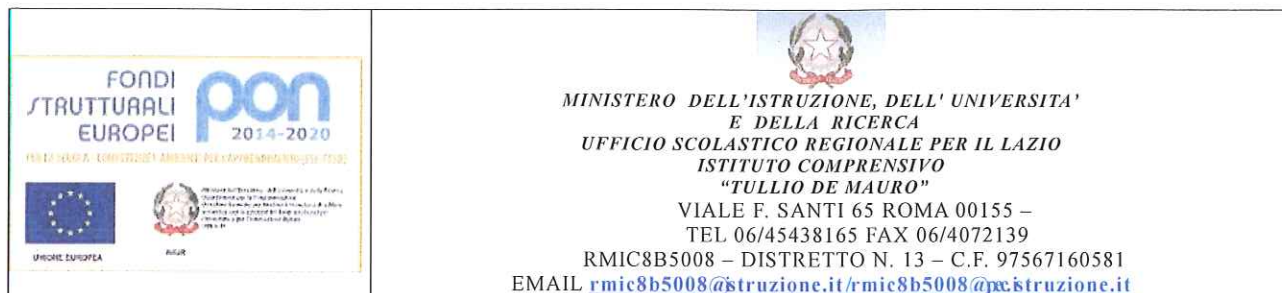 FONDI
STRUTTURALI
EUROPEI
pon
2014-2020
UNIONE EUROPEA
MIUR
MINISTERO DELL'ISTRUZIONE, DELL' UNIVERSITA'
E DELLA RICERCA
UFFICIO SCOLASTICO REGIONALE PER IL LAZIO
ISTITUTO COMPRENSIVO
“TULLIO DE MAURO”
VIALE F. SANTI 65 ROMA 00155 –
TEL 06/45438165 FAX 06/4072139
RMIC8B5008 – DISTRETTO N. 13 – C.F. 97567160581
EMAIL rmic8b5008@istruzione.it/rmic8b5008@pec.istruzione.it